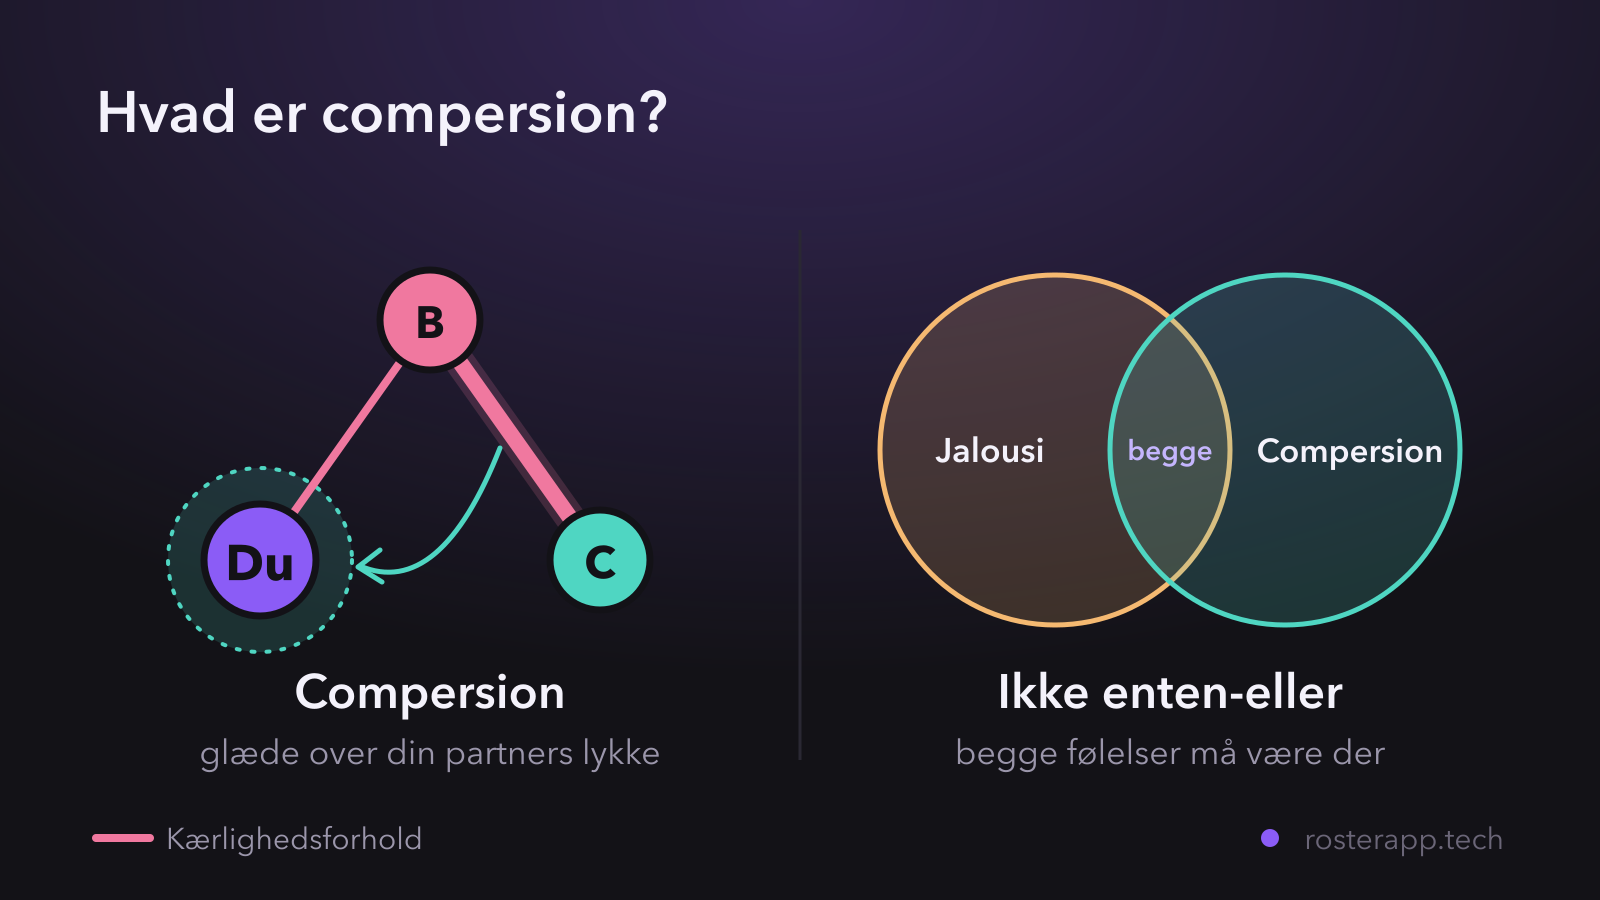 Hvad er compersion?
B
Du
C
Compersion
glæde over din partners lykke
Jalousi
begge
Compersion
Ikke enten-eller
begge følelser må være der
Kærlighedsforhold
rosterapp.tech